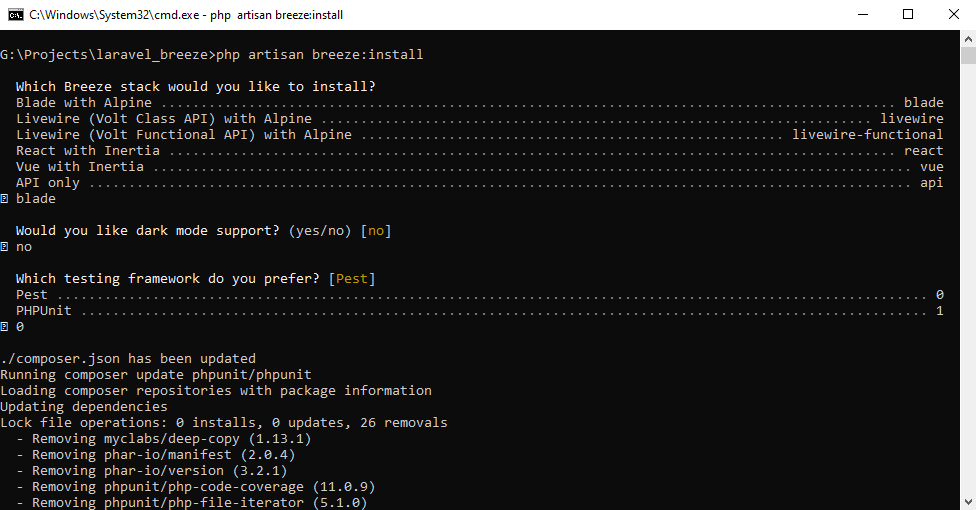 C:\Windows\System32\cmd.exe - php  artisan breeze:install
G:\Projects\laravel_breeze>php artisan breeze:install
Which Breeze stack would you like to install?
Blade with Alpine ............................................................................................ blade
Livewire (Volt Class API) with Alpine ..................................................................... livewire
Livewire (Volt Functional API) with Alpine ..................................................... livewire-functional
React with Inertia ........................................................................................... react
Vue with Inertia ............................................................................................... vue
API only ....................................................................................................... api
blade
Would you like dark mode support? (yes/no) [no]
no
Which testing framework do you prefer? [Pest]
Pest ............................................................................................................. 0
PHPUnit .......................................................................................................... 1
0
./composer.json has been updated
Running composer update phpunit/phpunit
Loading composer repositories with package information
Updating dependencies
Lock file operations: 0 installs, 0 updates, 26 removals
- Removing myclabs/deep-copy (1.13.1)
- Removing phar-io/manifest (2.0.4)
- Removing phar-io/version (3.2.1)
- Removing phpunit/php-code-coverage (11.0.9)
- Removing phpunit/php-file-iterator (5.1.0)